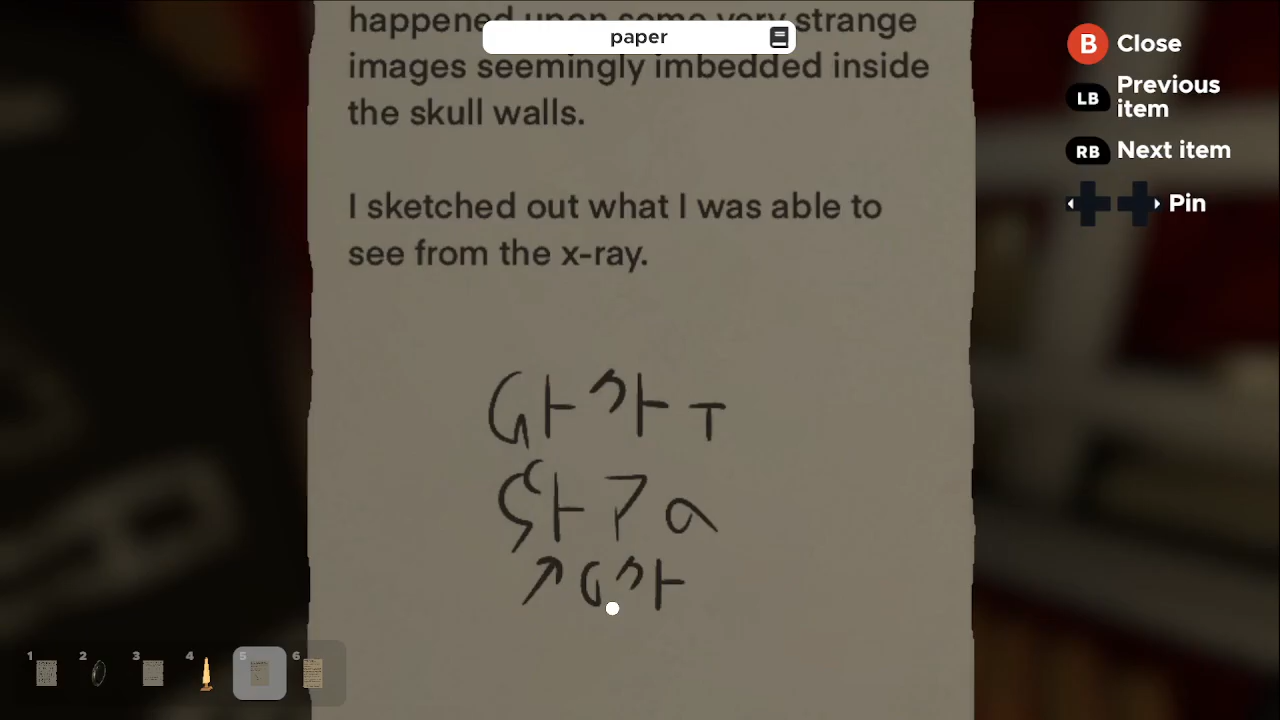 happened upon some very strange
images seemingly imbedded inside
the skull walls.
I sketched out what I was able to
see from the x-ray.
paper
B Close
LB Previous
item
RB Next item
Pin
1 2 3 4 5 6